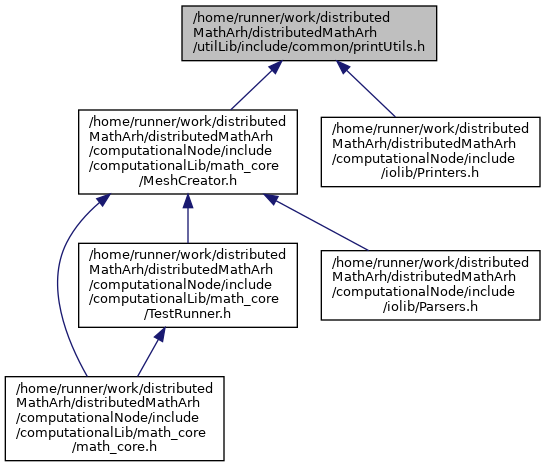 /home/runner/work/distributed
MathArh/distributedMathArh
/utilLib/include/common/printUtils.h
/home/runner/work/distributed
MathArh/distributedMathArh
/computationalNode/include
/computationalLib/math_core
/MeshCreator.h
/home/runner/work/distributed
MathArh/distributedMathArh
/computationalNode/include
/iolib/Printers.h
/home/runner/work/distributed
MathArh/distributedMathArh
/computationalNode/include
/computationalLib/math_core
/TestRunner.h
/home/runner/work/distributed
MathArh/distributedMathArh
/computationalNode/include
/iolib/Parsers.h
/home/runner/work/distributed
MathArh/distributedMathArh
/computationalNode/include
/computationalLib/math_core
/math_core.h